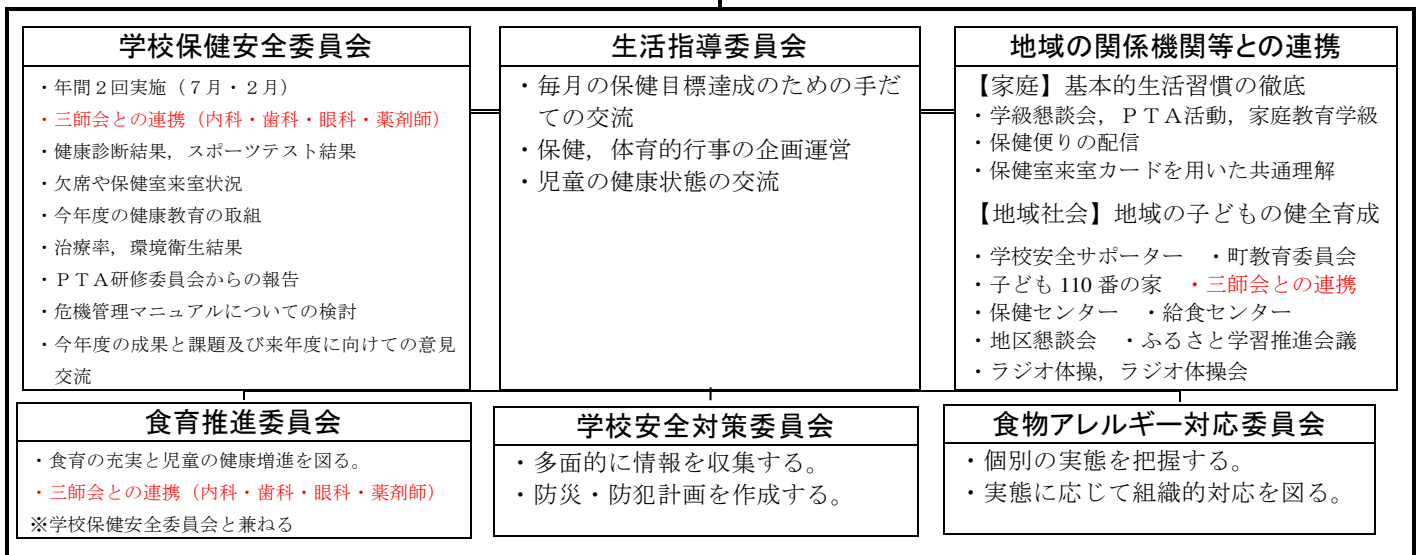 学校保健安全委員会
・年間２回実施（７月・２月）
・三師会との連携（内科・歯科・眼科・薬剤師）
・健康診断結果，スポーツテスト結果
・欠席や保健室来室状況
・今年度の健康教育の取組
・治療率，環境衛生結果
・ＰＴＡ研修委員会からの報告
・危機管理マニュアルについての検討
・今年度の成果と課題及び来年度に向けての意見
交流
生活指導委員会
・毎月の保健目標達成のための手だ
ての交流
・保健，体育的行事の企画運営
・児童の健康状態の交流
地域の関係機関等との連携
【家庭】基本的生活習慣の徹底
・学級懇談会，ＰＴＡ活動，家庭教育学級
・保健便りの配信
・保健室来室カードを用いた共通理解
【地域社会】地域の子どもの健全育成
・学校安全サポーター　・町教育委員会
・子ども 110 番の家　・三師会との連携
・保健センター　・給食センター
・地区懇談会　・ふるさと学習推進会議
・ラジオ体操，ラジオ体操会
食育推進委員会
・食育の充実と児童の健康増進を図る。
・三師会との連携（内科・歯科・眼科・薬剤師）
※学校保健安全委員会と兼ねる
学校安全対策委員会
・多面的に情報を収集する。
・防災・防犯計画を作成する。
食物アレルギー対応委員会
・個別の実態を把握する。
・実態に応じて組織的対応を図る。